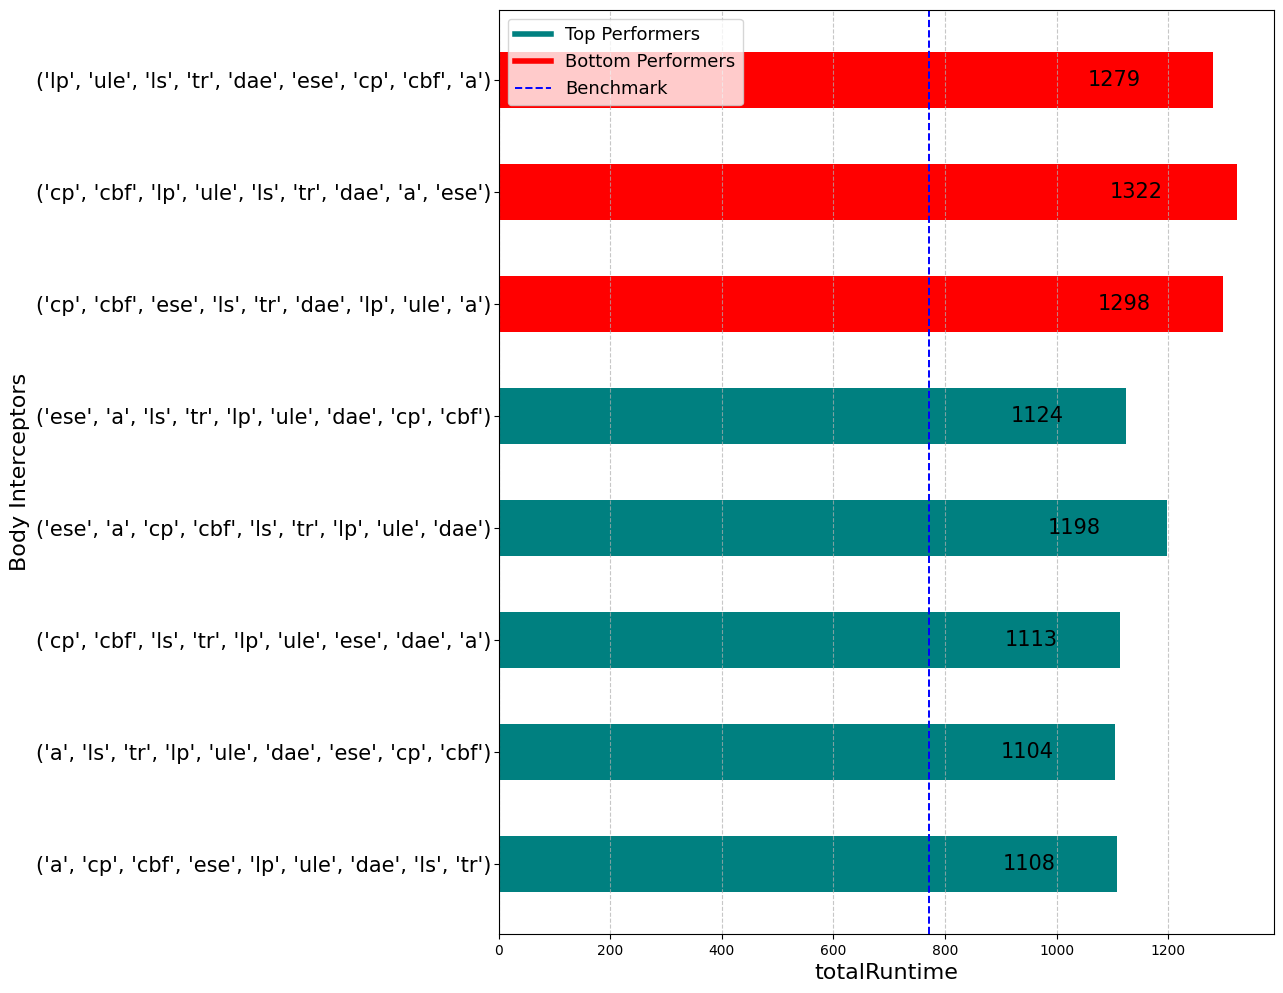 Top Performers
Bottom Performers
Benchmark
('lp', 'ule', 'ls', 'tr', 'dae', 'ese', 'cp', 'cbf', 'a') 1279
('cp', 'cbf', 'lp', 'ule', 'ls', 'tr', 'dae', 'a', 'ese') 1322
('cp', 'cbf', 'ese', 'ls', 'tr', 'dae', 'lp', 'ule', 'a') 1298
('ese', 'a', 'ls', 'tr', 'lp', 'ule', 'dae', 'cp', 'cbf') 1124
('ese', 'a', 'cp', 'cbf', 'ls', 'tr', 'lp', 'ule', 'dae') 1198
('cp', 'cbf', 'ls', 'tr', 'lp', 'ule', 'ese', 'dae', 'a') 1113
('a', 'ls', 'tr', 'lp', 'ule', 'dae', 'ese', 'cp', 'cbf') 1104
('a', 'cp', 'cbf', 'ese', 'lp', 'ule', 'dae', 'ls', 'tr') 1108
Body Interceptors
0 200 400 600 800 1000 1200
totalRuntime